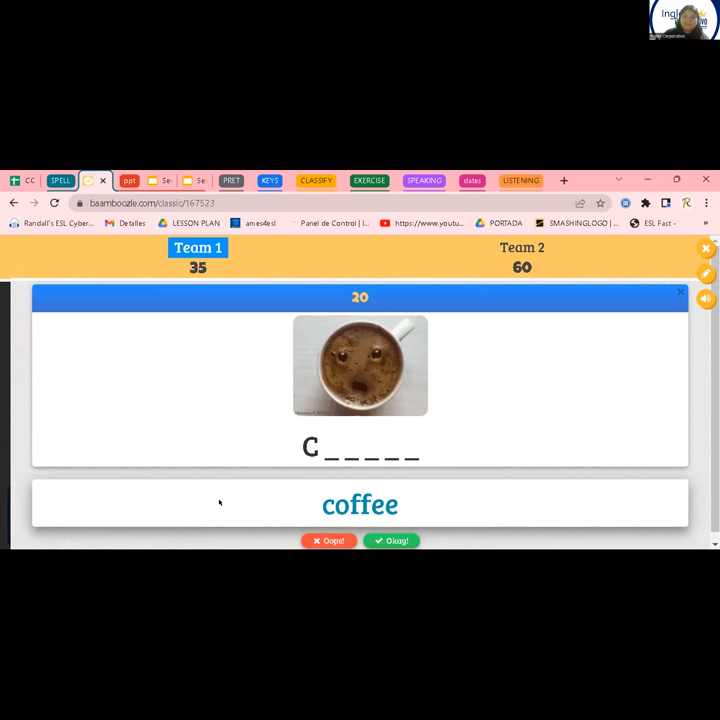 CC
SPELL
ppt
Se:
Se:
PRET
KEYS
CLASSIFY
EXERCISE
SPEAKING
dates
LISTENING
baamboozle.com/classic/167523
Randall's ESL Cyber...
Detalles
LESSON PLAN
ames4esl
Panel de Control | I...
https://www.youtu...
PORTADA
SMASHINGLOGO | ...
ESL Fast -
Team 1
Team 2
35
60
20
C _ _ _ _ _
coffee
Oops!
Okay!